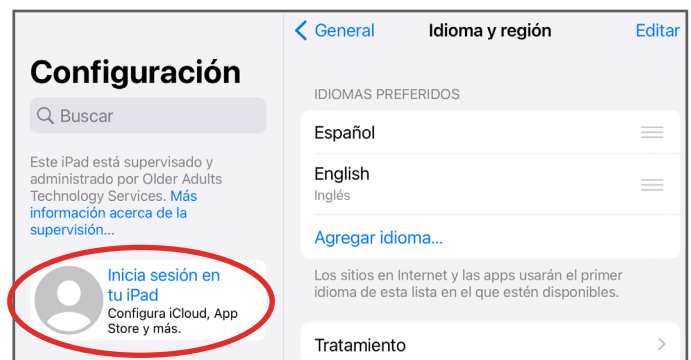 Configuración
Buscar
Este iPad está supervisado y
administrado por Older Adults
Technology Services. Más
información acerca de la
supervisión...
Inicia sesión en
tu iPad
Configura iCloud, App
Store y más.
General
Idioma y región
Editar
IDIOMAS PREFERIDOS
Español
English
Inglés
Agregar idioma...
Los sitios en Internet y las apps usarán el primer
idioma de esta lista en el que estén disponibles.
Tratamiento